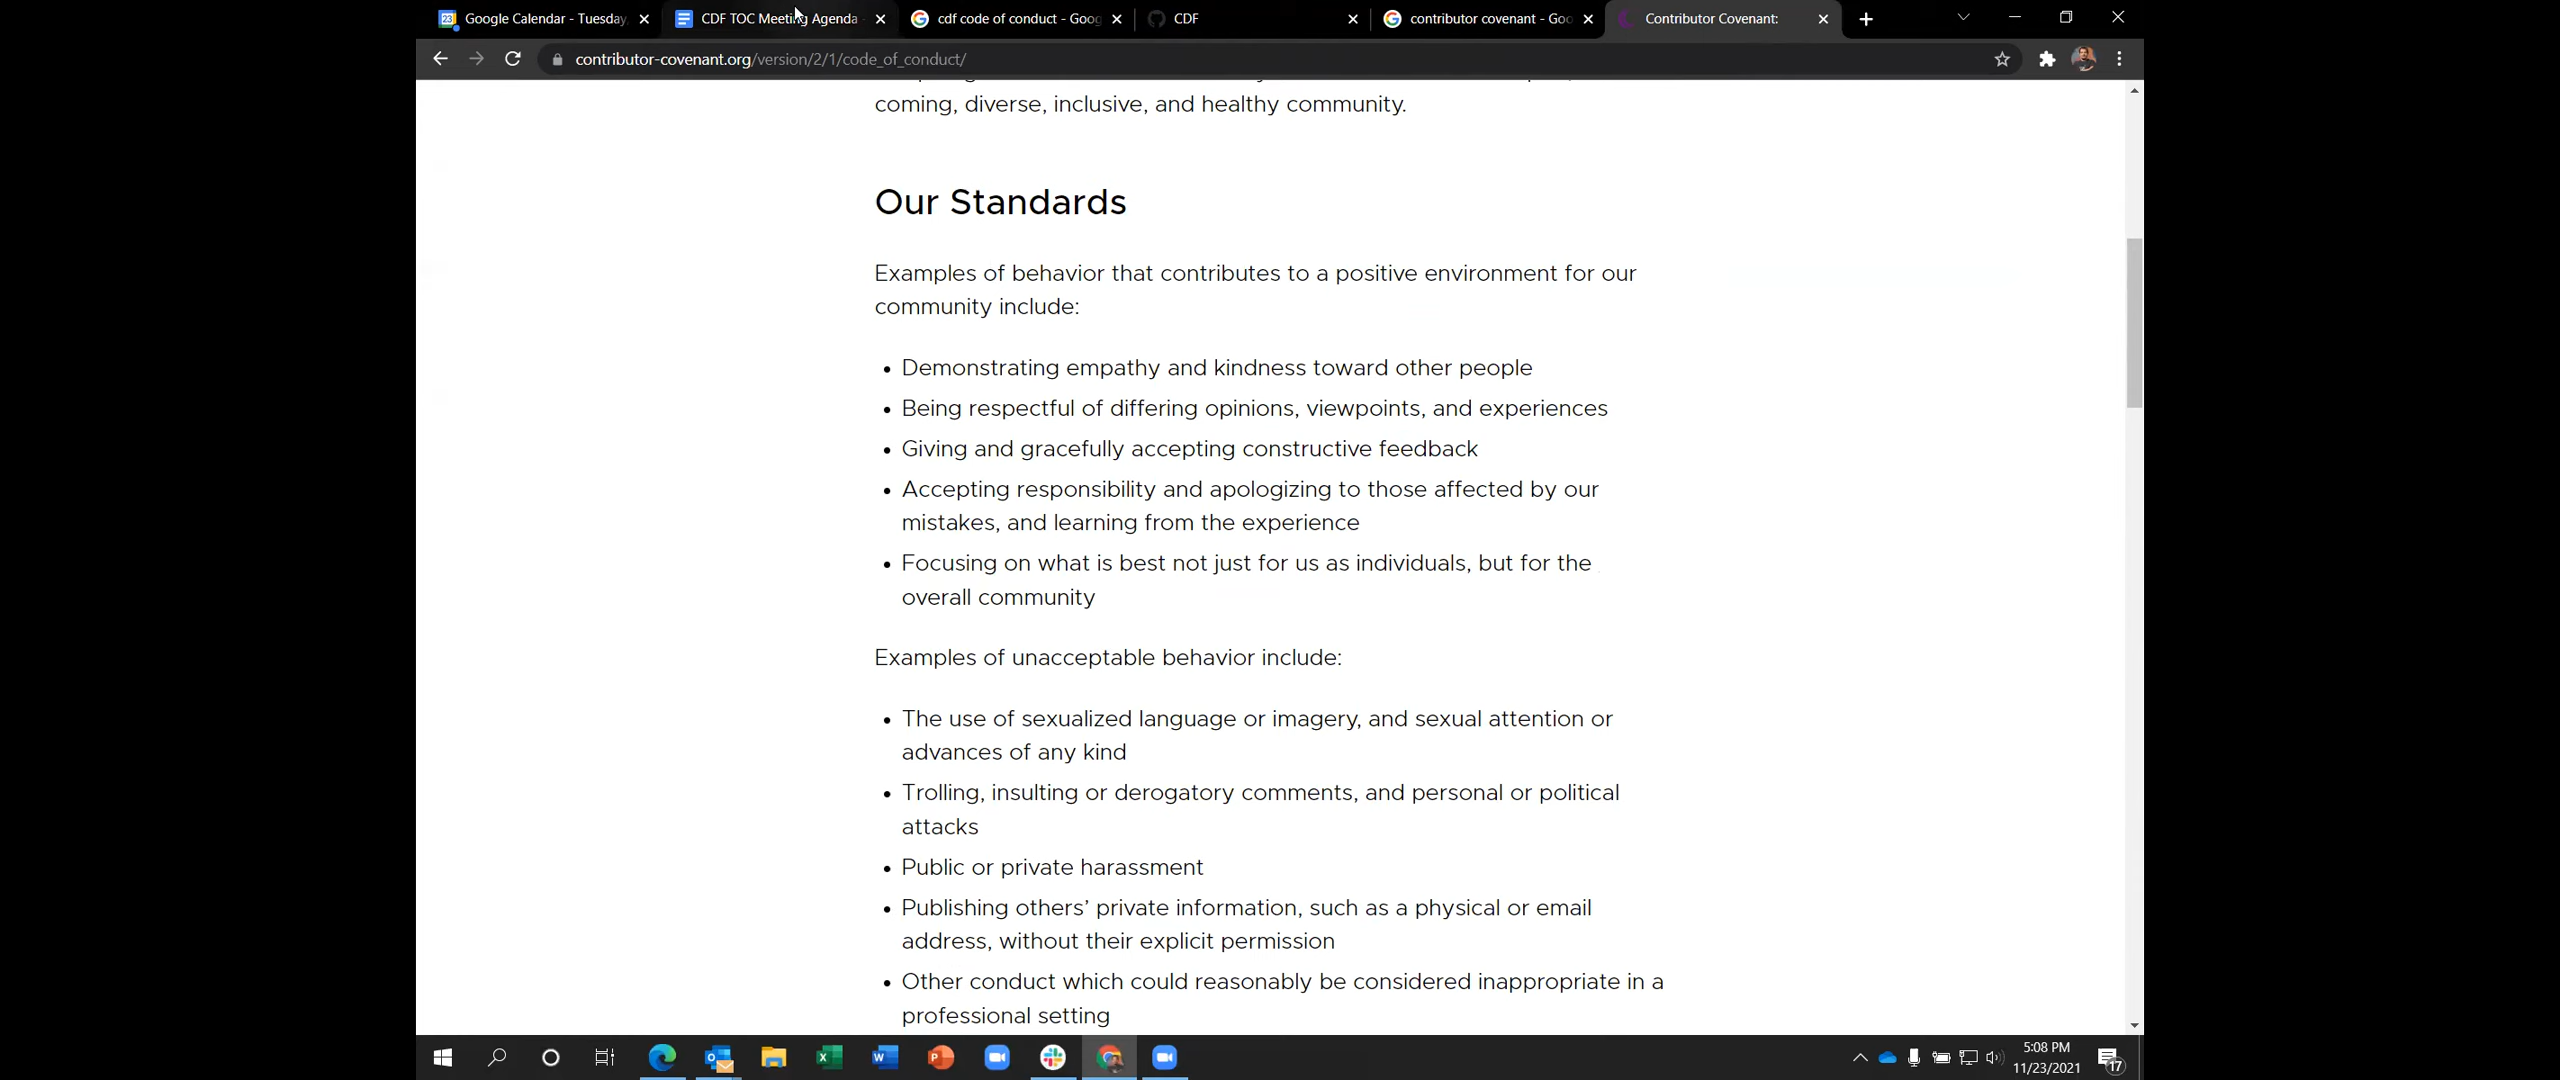 Google Calendar - Tuesday,
CDF TOC Meeting Agenda
cdf code of conduct - Goog
CDF
contributor covenant - Goo
Contributor Covenant:
contributor-covenant.org/version/2/1/code_of_conduct/
coming, diverse, inclusive, and healthy community.
Our Standards
Examples of behavior that contributes to a positive environment for our
community include:
• Demonstrating empathy and kindness toward other people
• Being respectful of differing opinions, viewpoints, and experiences
• Giving and gracefully accepting constructive feedback
• Accepting responsibility and apologizing to those affected by our
mistakes, and learning from the experience
• Focusing on what is best not just for us as individuals, but for the
overall community
Examples of unacceptable behavior include:
• The use of sexualized language or imagery, and sexual attention or
advances of any kind
• Trolling, insulting or derogatory comments, and personal or political
attacks
• Public or private harassment
• Publishing others’ private information, such as a physical or email
address, without their explicit permission
• Other conduct which could reasonably be considered inappropriate in a
professional setting
5:08 PM
11/23/2021
17